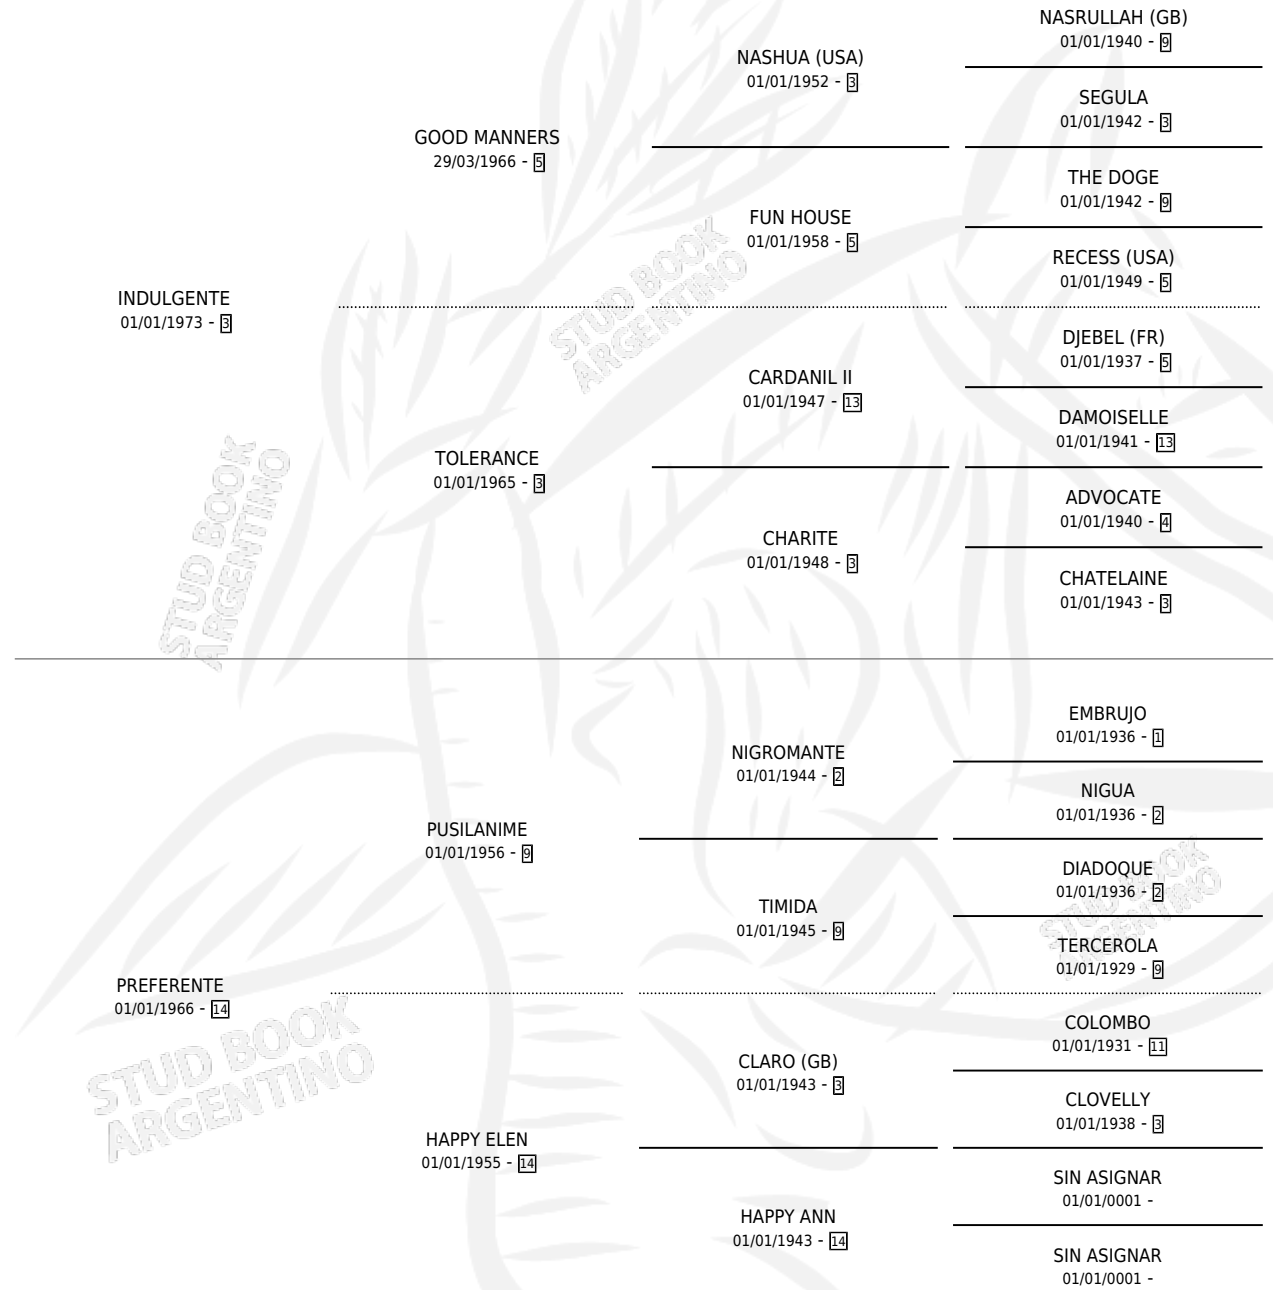 NASRULLAH (GB)
01/01/1940 - 9
NASHUA (USA)
01/01/1952 - 3
SEGULA
01/01/1942 - 3
GOOD MANNERS
29/03/1966 - 5
THE DOGE
01/01/1942 - 9
FUN HOUSE
01/01/1958 - 5
RECESS (USA)
01/01/1949 - 5
INDULGENTE
01/01/1973 - 3
DJEBEL (FR)
01/01/1937 - 5
CARDANIL II
01/01/1947 - 13
DAMOISELLE
01/01/1941 - 13
TOLERANCE
01/01/1965 - 3
ADVOCATE
01/01/1940 - 4
CHARITE
01/01/1948 - 3
CHATELAINE
01/01/1943 - 3
EMBRUJO
01/01/1936 - 1
NIGROMANTE
01/01/1944 - 2
NIGUA
01/01/1936 - 2
PUSILANIME
01/01/1956 - 9
DIADOQUE
01/01/1936 - 2
TIMIDA
01/01/1945 - 9
TERCEROLA
01/01/1929 - 9
PREFERENTE
01/01/1966 - 14
COLOMBO
01/01/1931 - 11
CLARO (GB)
01/01/1943 - 3
CLOVELLY
01/01/1938 - 3
HAPPY ELEN
01/01/1955 - 14
SIN ASIGNAR
01/01/0001 -
HAPPY ANN
01/01/1943 - 14
SIN ASIGNAR
01/01/0001 -
STUD BOOK
ARGENTINO
STUD BOOK
ARGENTINO
STUD BOOK
ARGENTINO
STUD BOOK
ARGENTINO